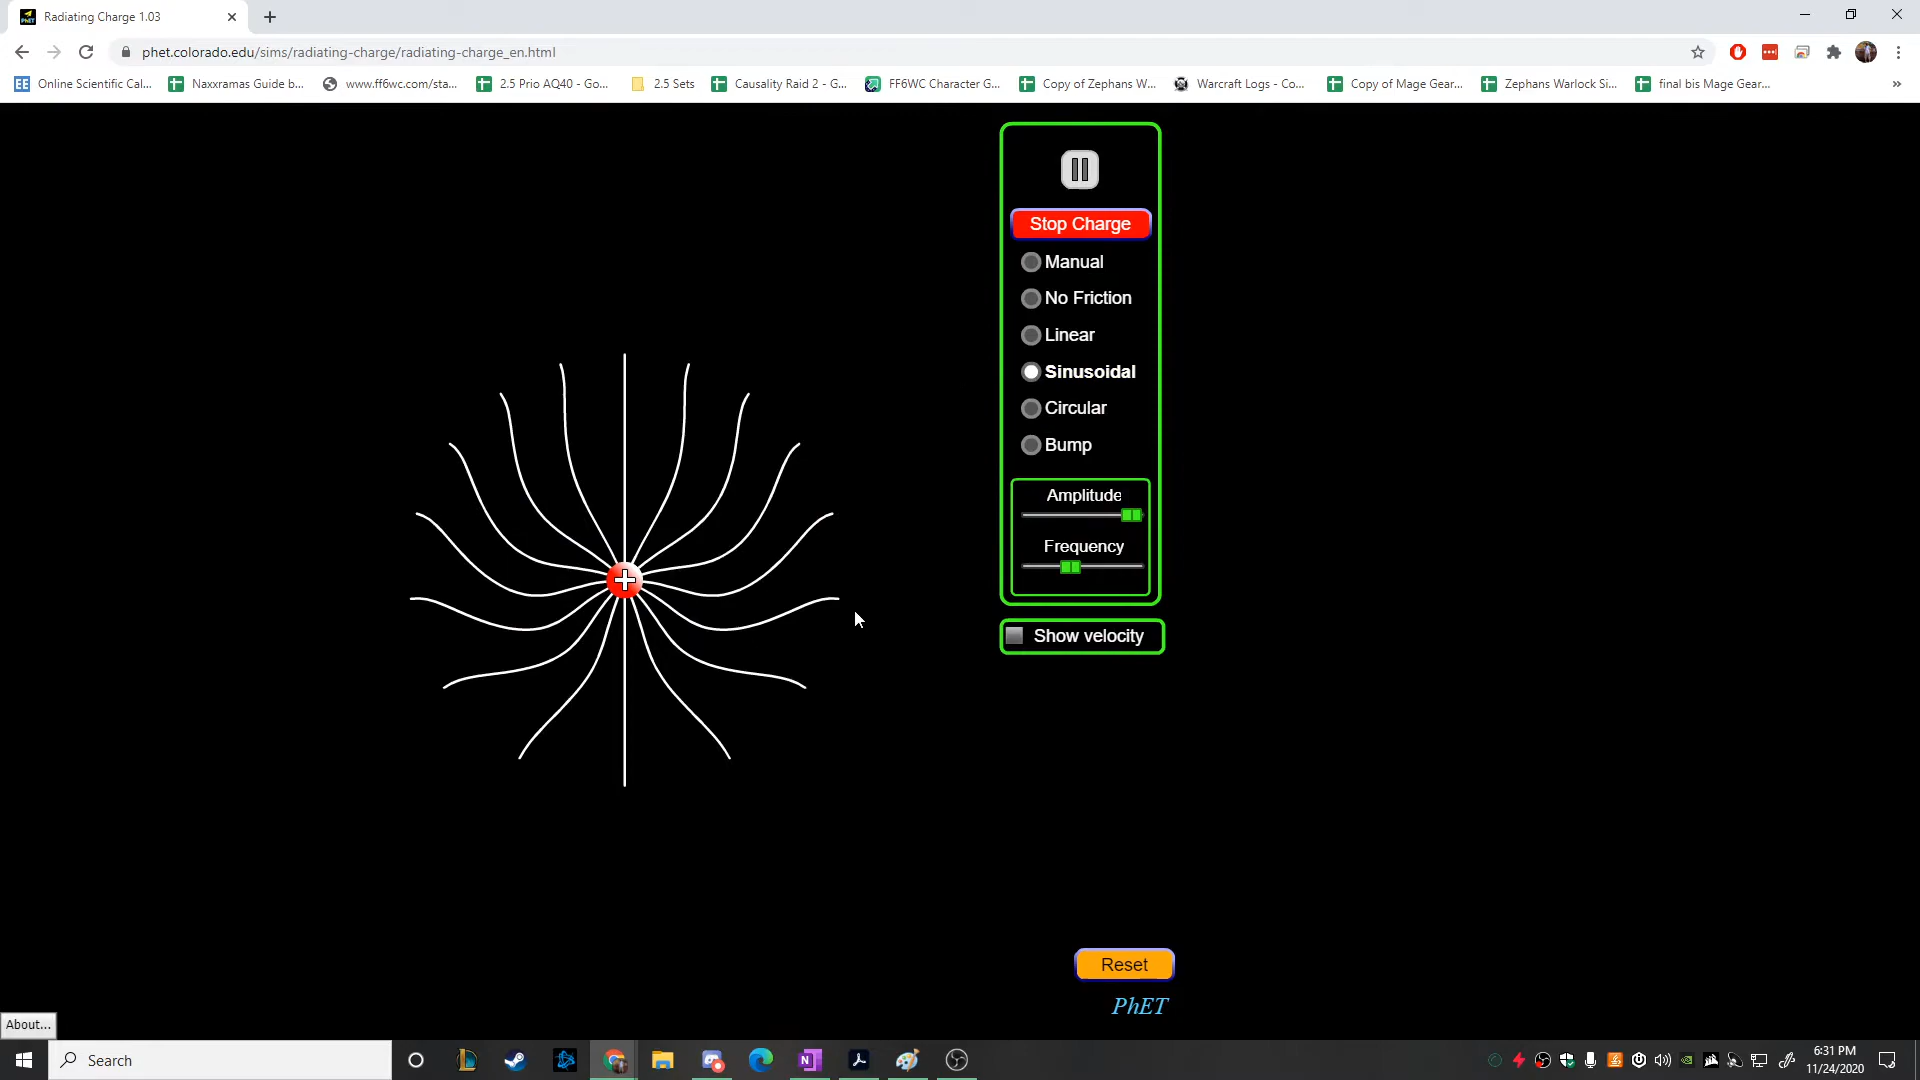 Radiating Charge 1.03
phet.colorado.edu/sims/radiating-charge/radiating-charge_en.html
EE Online Scientific Cal... Naxxramas Guide b... www.ff6wc.com/sta... 2.5 Prio AQ40 - Go... 2.5 Sets Causality Raid 2 - G... FF6WC Character G... Copy of Zephans W... Warcraft Logs - Co... Copy of Mage Gear... Zephans Warlock Si... final bis Mage Gear... »
Stop Charge
Manual
No Friction
Linear
Sinusoidal
Circular
Bump
Amplitude
Frequency
Show velocity
Reset
PhET
About...
Search
6:31 PM
11/24/2020